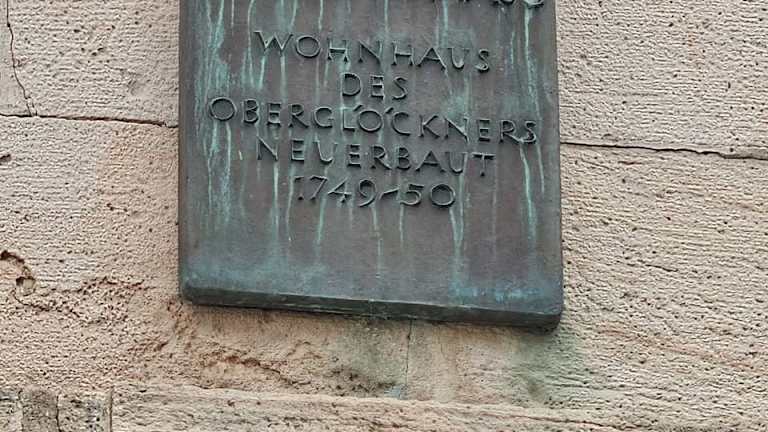 WOHNHAUS
DES
OBERGLÖCKNERS
NEUERBAUT
1749-50